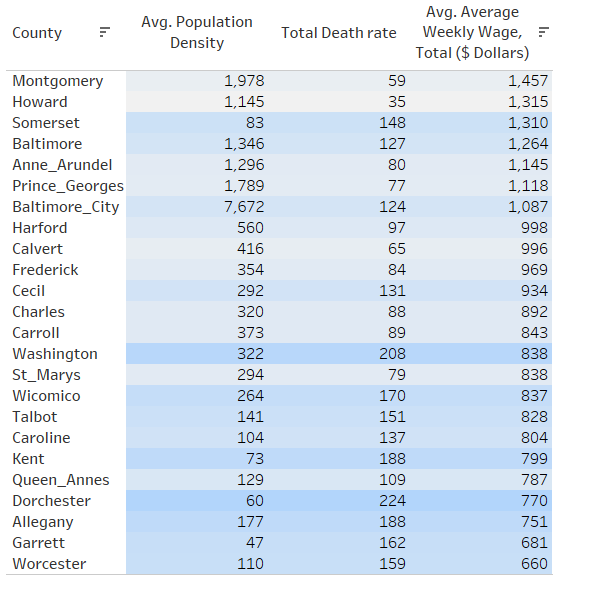 County Avg. Population Density Total Death rate Avg. Average Weekly Wage, Total ($ Dollars)
Montgomery 1,978 59 1,457
Howard 1,145 35 1,315
Somerset 83 148 1,310
Baltimore 1,346 127 1,264
Anne_Arundel 1,296 80 1,145
Prince_Georges 1,789 77 1,118
Baltimore_City 7,672 124 1,087
Harford 560 97 998
Calvert 416 65 996
Frederick 354 84 969
Cecil 292 131 934
Charles 320 88 892
Carroll 373 89 843
Washington 322 208 838
St_Marys 294 79 838
Wicomico 264 170 837
Talbot 141 151 828
Caroline 104 137 804
Kent 73 188 799
Queen_Annes 129 109 787
Dorchester 60 224 770
Allegany 177 188 751
Garrett 47 162 681
Worcester 110 159 660